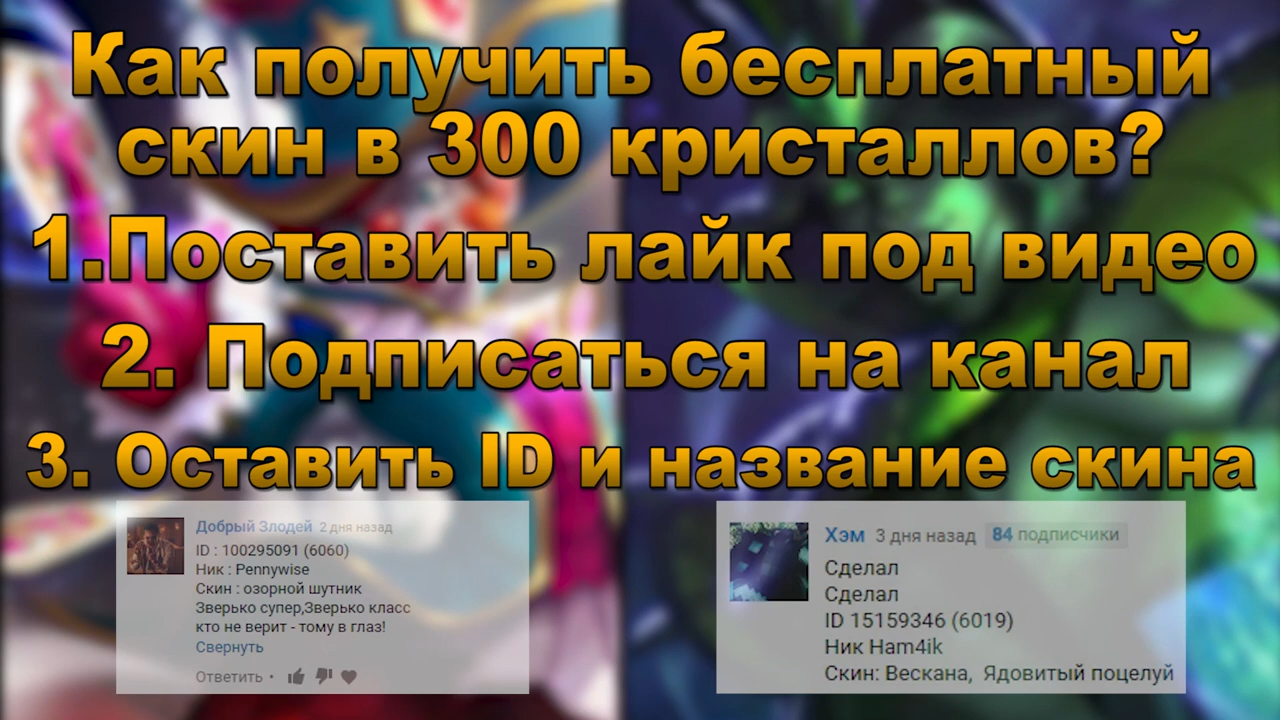 Как получить бесплатный
скин в 300 кристаллов?
1.Поставить лайк под видео
2. Подписаться на канал
3. Оставить ID и название скина
Добрый Злодей 2 дня назад
ID : 100295091 (6060)
Ник : Pennywise
Скин : озорной шутник
Зверько супер,Зверько класс
кто не верит - тому в глаз!
Свернуть
Ответить •
Хэм 3 дня назад 84 подписчики
Сделал
Сделал
ID 15159346 (6019)
Ник Ham4ik
Скин: Вескана, Ядовитый поцелуй